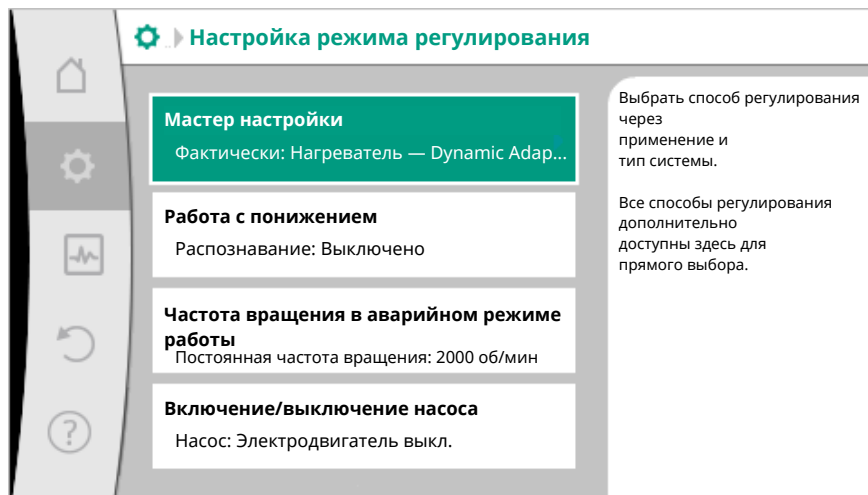 Настройка режима регулирования
Мастер настройки
Фактически: Нагреватель — Dynamic Adap...
Работа с понижением
Распознавание: Выключено
Частота вращения в аварийном режиме
работы
Постоянная частота вращения: 2000 об/мин
Включение/выключение насоса
Насос: Электродвигатель выкл.
Выбрать способ регулирования
через
применение и
тип системы.
Все способы регулирования
дополнительно
доступны здесь для
прямого выбора.